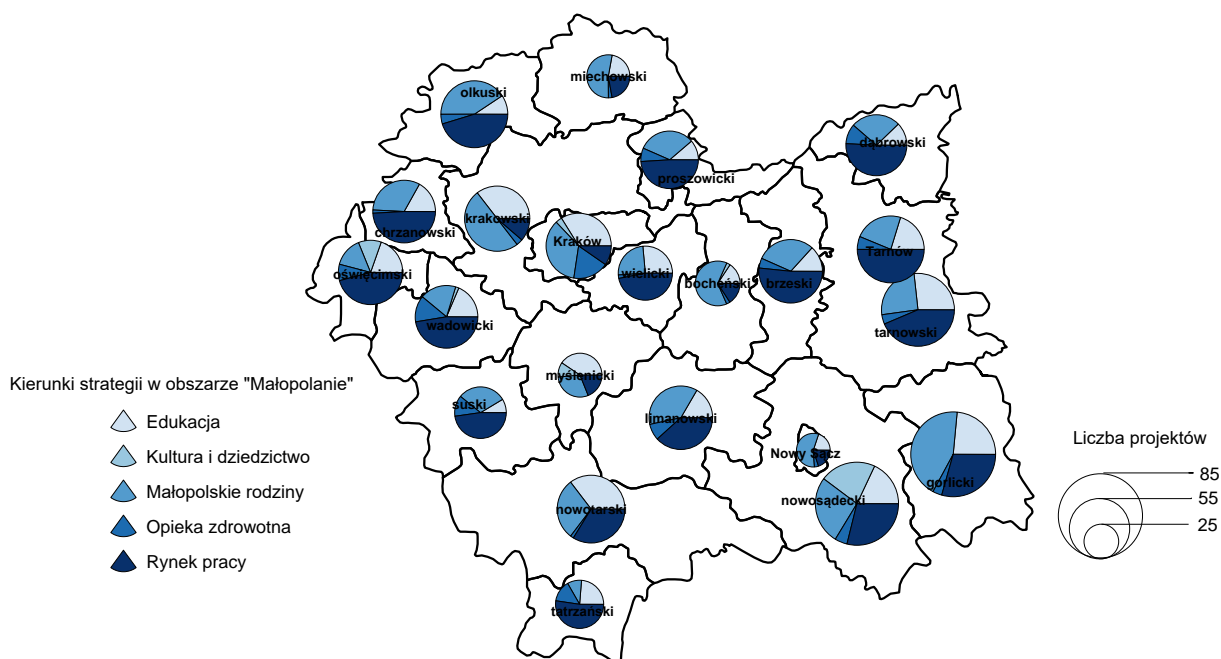 miechowski
olkuski
dąbrowski
proszowicki
krakowski
chrzanowski
Kraków
Tarnów
oświęcimski
wielicki
bocheński
brzeski
wadowicki
tarnowski
myślenicki
Kierunki strategii w obszarze "Małopolanie"
suski
limanowski
Edukacja
Kultura i dziedzictwo
Małopolskie rodziny
Opieka zdrowotna
Rynek pracy
Nowy Sącz
gorlicki
nowosądecki
nowotarski
tatrzański
Liczba projektów
85
55
25